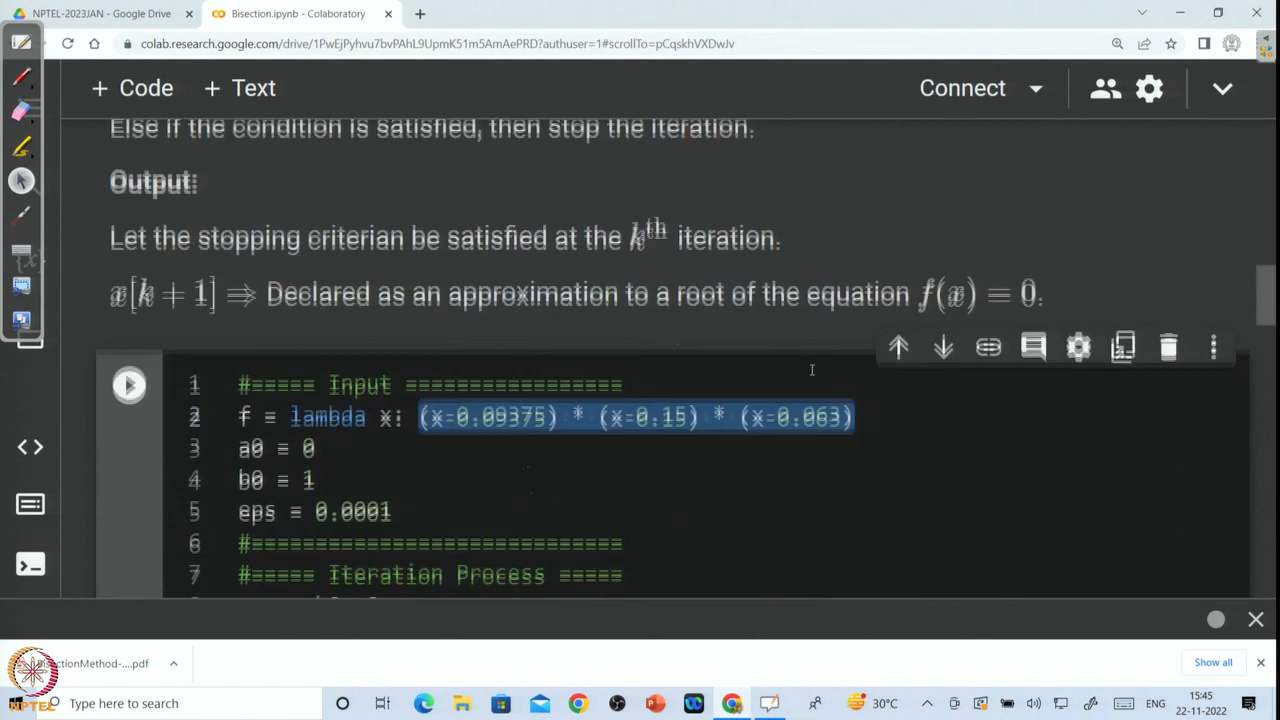 NPTEL-2023JAN - Google Drive
Bisection.ipynb - Colaboratory
colab.research.google.com/drive/1PwEjPyhvu7bvPAhL9UpmK51m5AmAePRD?authuser=1#scrollTo=pCqskhVXDwJv
+ Code + Text
Connect
Else if the condition is satisfied, then stop the iteration.
Output:
Let the stopping criterian be satisfied at the kth iteration.
x[k + 1] ⇒ Declared as an approximation to a root of the equation f(x) = 0.
1 #===== Input =================
2 f = lambda x: (x-0.09375) * (x-0.15) * (x-0.063)
3 a0 = 0
4 b0 = 1
5 eps = 0.0001
6 #=============================
7 #===== Iteration Process =====
BisectionMethod-....pdf
Show all
NPTEL
Type here to search
30°C
ENG
15:45
22-11-2022